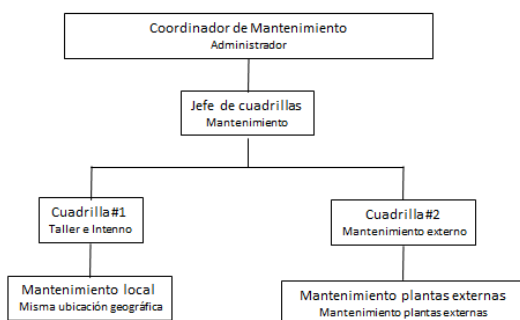 Coordinador de Mantenimiento
Administrador
Jefe de cuadrillas
Mantenimiento
Cuadrilla#1
Taller e Intenno
Cuadrilla#2
Mantenimiento externo
Mantenimiento local
Misma ubicación geográfica
Mantenimiento plantas externas
Mantenimiento plantas externas